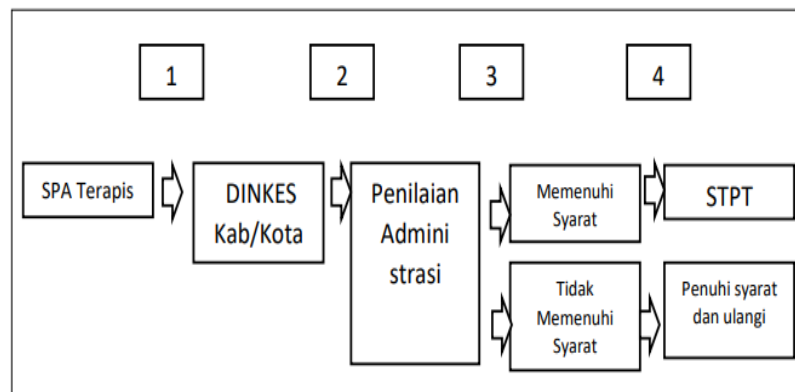 1
2
3
4
SPA Terapis
DINKES
Kab/Kota
Penilaian
Admini
strasi
Memenuhi
Syarat
STPT
Tidak
Memenuhi
Syarat
Penuhi syarat
dan ulangi